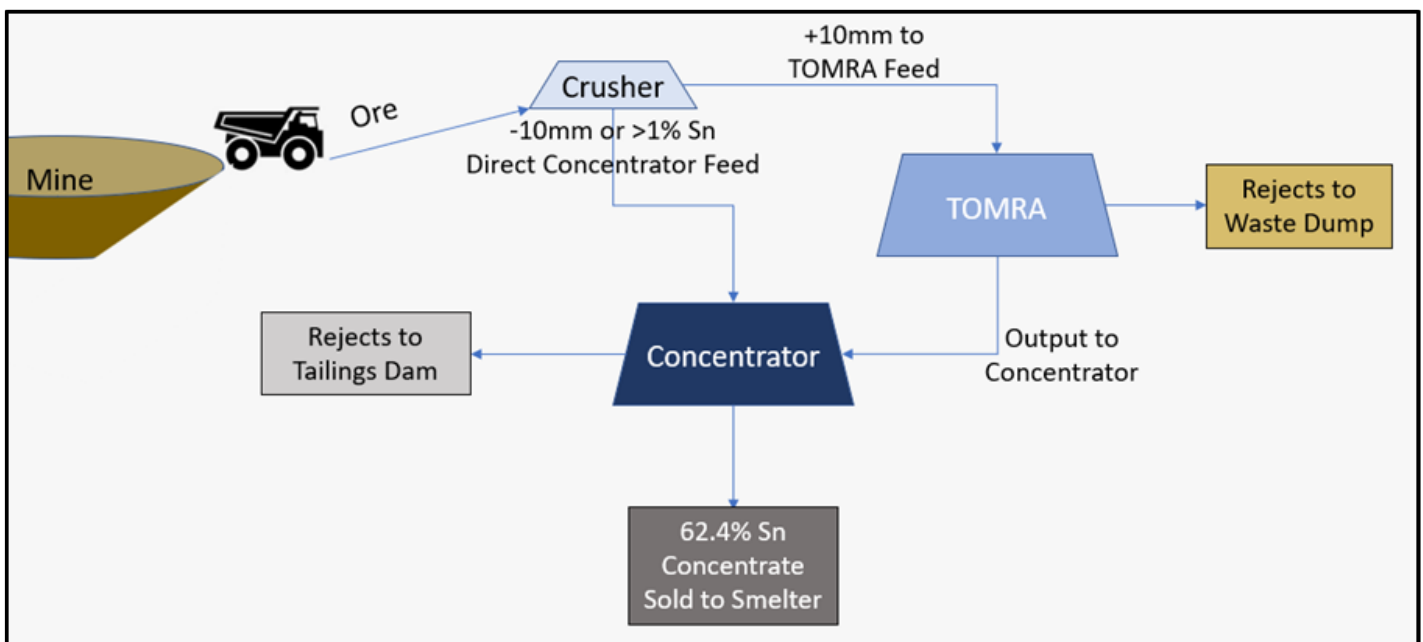 +10mm to
TOMRA Feed
Crusher
Ore
-10mm or >1% Sn
Direct Concentrator Feed
Mine
TOMRA
Rejects to
Waste Dump
Rejects to
Tailings Dam
Concentrator
Output to
Concentrator
62.4% Sn
Concentrate
Sold to Smelter